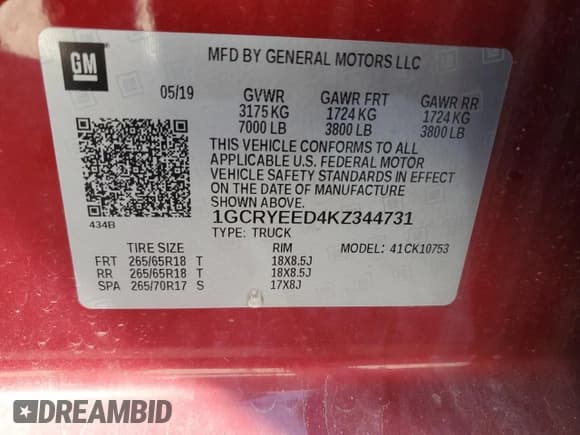 GM
MFD BY GENERAL MOTORS LLC
05/19 GVWR GAWR FRT GAWR RR
3175 KG 1724 KG 1724 KG
7000 LB 3800 LB 3800 LB
THIS VEHICLE CONFORMS TO ALL
APPLICABLE U.S. FEDERAL MOTOR
VEHICLE SAFETY STANDARDS IN EFFECT
ON THE DATE OF MANUFACTURE
SHOWN ABOVE.
434B
1GCRYEED4KZ344731
TYPE: TRUCK MODEL: 41CK10753
TIRE SIZE RIM
FRT 265/65R18 T 18X8.5J
RR 265/65R18 T 18X8.5J
SPA 265/70R17 S 17X8J
DREAMBID